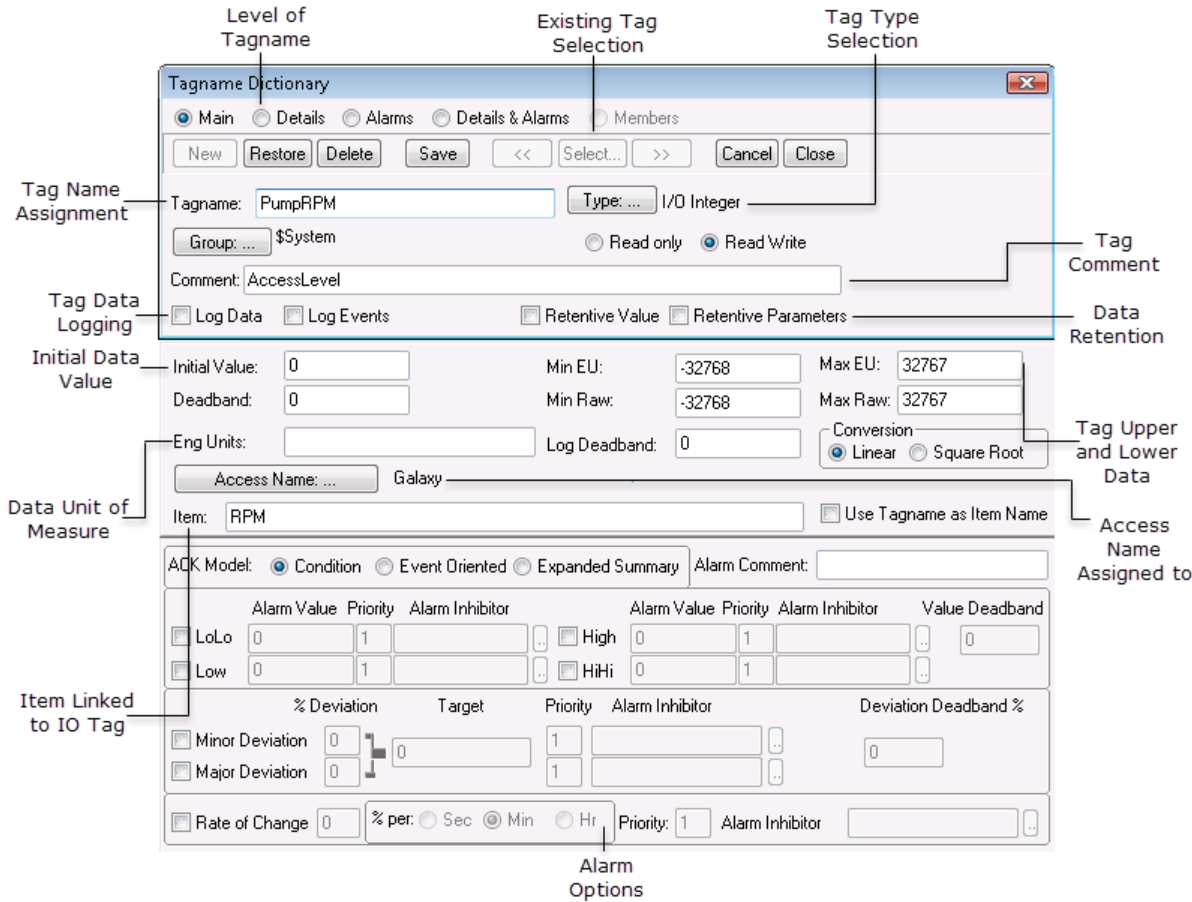 Level of
Tagname
Existing Tag
Selection
Tag Type
Selection
Tagname Dictionary
Main Details Alarms Details & Alarms Members
New Restore Delete Save << Select... >> Cancel Close
Tag Name
Assignment
Tagname: PumpRPM Type: ... I/O Integer
Group: ... $System Read only Read Write
Tag
Comment
Comment: AccessLevel
Tag Data
Logging
Log Data Log Events Retentive Value Retentive Parameters
Data
Retention
Initial Data
Value
Initial Value: 0 Min EU: -32768 Max EU: 32767
Deadband: 0 Min Raw: -32768 Max Raw: 32767
Eng Units: Log Deadband: 0 Conversion
Linear Square Root
Tag Upper
and Lower
Data
Access Name: ... Galaxy
Data Unit of
Measure
Item: RPM Use Tagname as Item Name
Access
Name
Assigned to
ACK Model: Condition Event Oriented Expanded Summary Alarm Comment:
Alarm Value Priority Alarm Inhibitor Alarm Value Priority Alarm Inhibitor Value Deadband
LoLo 0 1 .. High 0 1 .. 0
Low 0 1 .. HiHi 0 1 ..
Item Linked
to IO Tag
% Deviation Target Priority Alarm Inhibitor Deviation Deadband %
Minor Deviation 0 0 1 .. 0
Major Deviation 0 1 ..
Rate of Change 0 % per: Sec Min Hr Priority: 1 Alarm Inhibitor ..
Alarm
Options